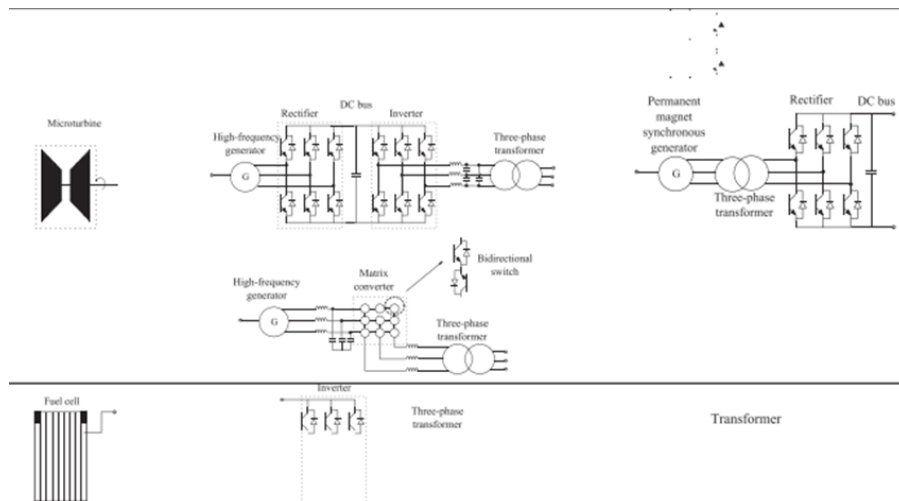 Microturbine
High-frequency
generator
Rectifier
DC bus
Inverter
Three-phase
transformer
G
Permanent
magnet
synchronous
generator
Rectifier
DC bus
G
Three-phase
transformer
Bidirectional
switch
High-frequency
generator
Matrix
converter
G
Three-phase
transformer
Fuel cell
Inverter
Three-phase
transformer
Transformer